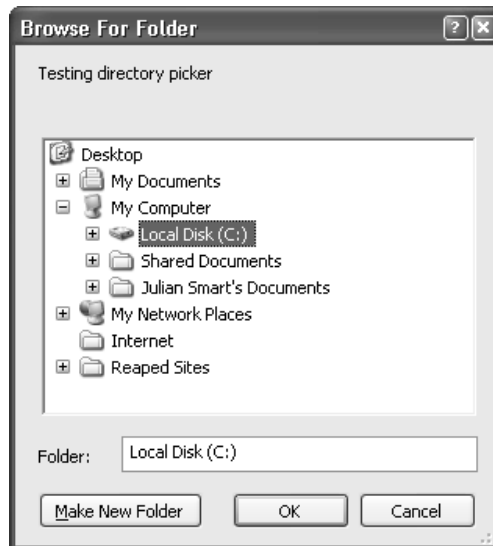 Browse For Folder
Testing directory picker
Desktop
My Documents
My Computer
Local Disk (C:)
Shared Documents
Julian Smart's Documents
My Network Places
Internet
Reaped Sites
Folder: Local Disk (C:)
Make New Folder OK Cancel